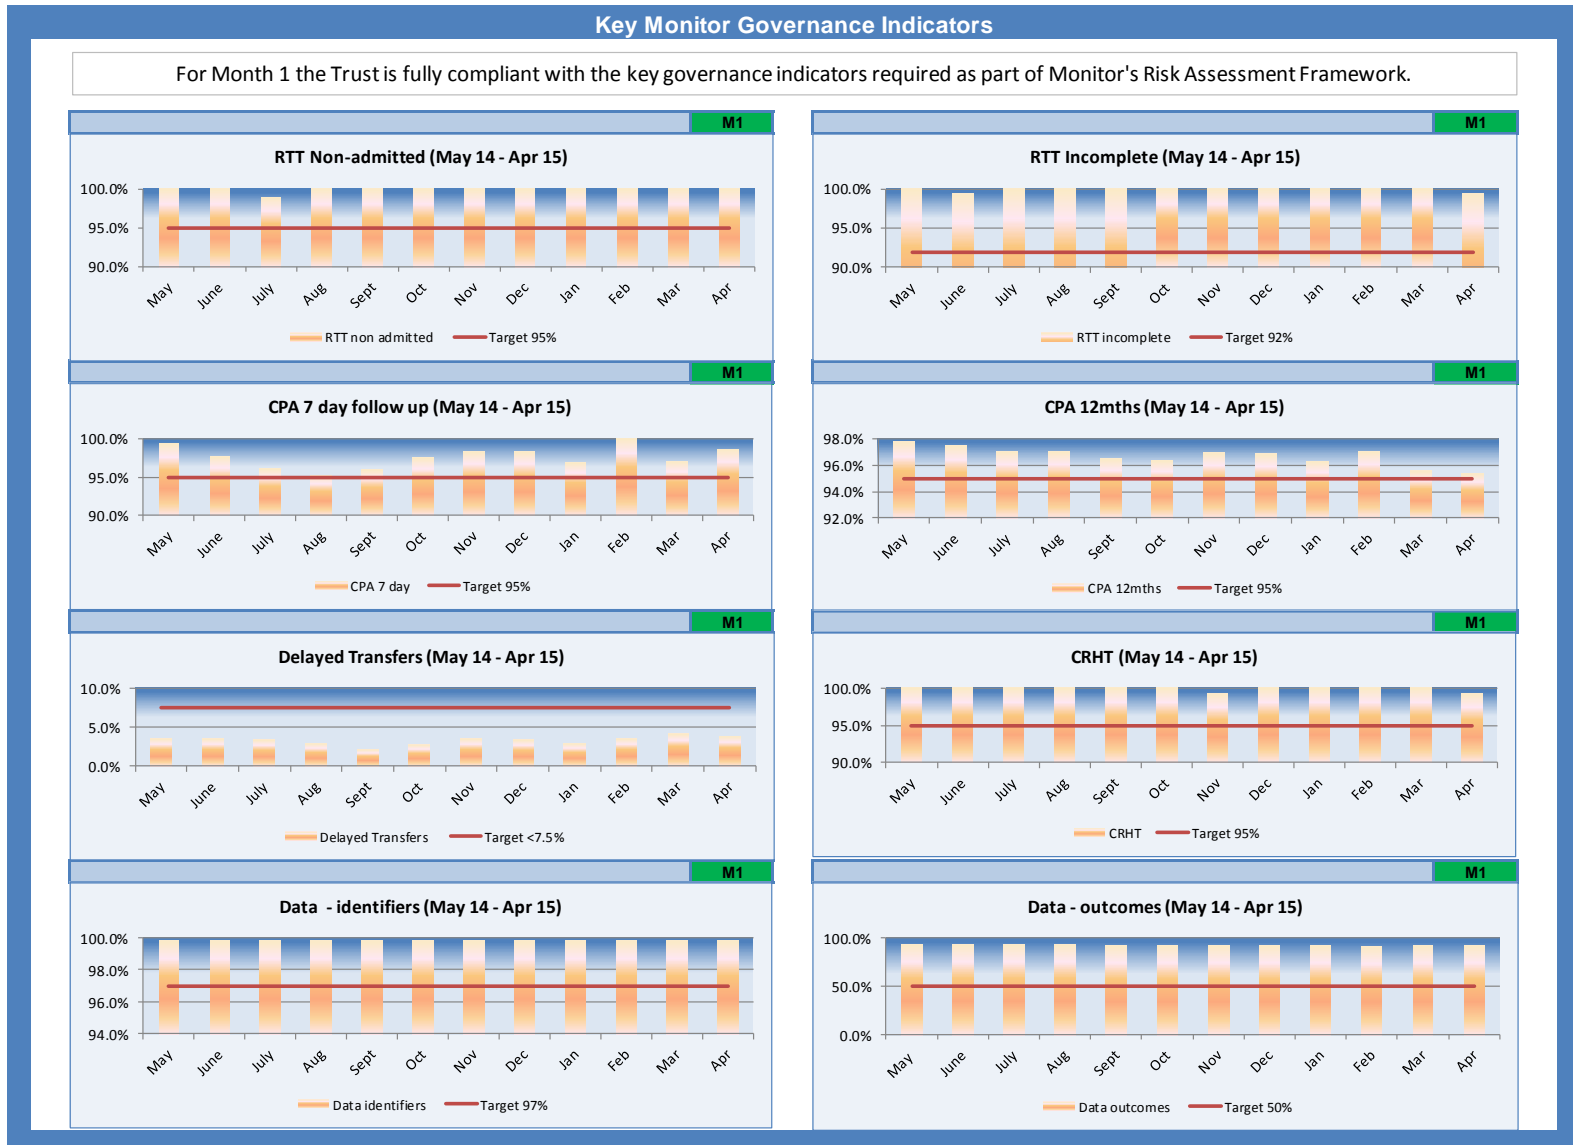 Key Monitor Governance Indicators
For Month 1 the Trust is fully compliant with the key governance indicators required as part of Monitor's Risk Assessment Framework.
M1
RTT Non-admitted (May 14 - Apr 15)
100.0%
95.0%
90.0%
May June July Aug Sept Oct Nov Dec Jan Feb Mar Apr
RTT non admitted Target 95%
M1
RTT Incomplete (May 14 - Apr 15)
100.0%
95.0%
90.0%
May June July Aug Sept Oct Nov Dec Jan Feb Mar Apr
RTT incomplete Target 92%
M1
CPA 7 day follow up (May 14 - Apr 15)
100.0%
95.0%
90.0%
May June July Aug Sept Oct Nov Dec Jan Feb Mar Apr
CPA 7 day Target 95%
M1
CPA 12mths (May 14 - Apr 15)
98.0%
96.0%
94.0%
92.0%
May June July Aug Sept Oct Nov Dec Jan Feb Mar Apr
CPA 12mths Target 95%
M1
Delayed Transfers (May 14 - Apr 15)
10.0%
5.0%
0.0%
May June July Aug Sept Oct Nov Dec Jan Feb Mar Apr
Delayed Transfers Target <7.5%
M1
CRHT (May 14 - Apr 15)
100.0%
95.0%
90.0%
May June July Aug Sept Oct Nov Dec Jan Feb Mar Apr
CRHT Target 95%
M1
Data - identifiers (May 14 - Apr 15)
100.0%
98.0%
96.0%
94.0%
May June July Aug Sept Oct Nov Dec Jan Feb Mar Apr
Data identifiers Target 97%
M1
Data - outcomes (May 14 - Apr 15)
100.0%
50.0%
0.0%
May June July Aug Sept Oct Nov Dec Jan Feb Mar Apr
Data outcomes Target 50%